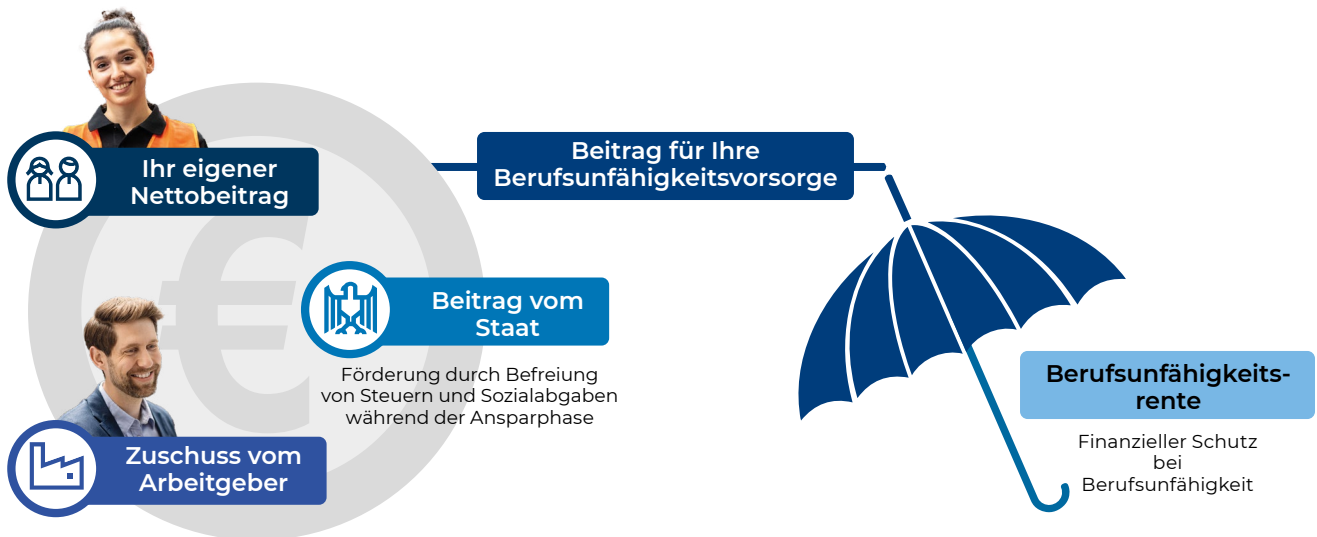 Ihr eigener
Nettobeitrag
Beitrag für Ihre
Berufsunfähigkeitsvorsorge
Beitrag vom
Staat
Förderung durch Befreiung
von Steuern und Sozialabgaben
während der Ansparphase
Zuschuss vom
Arbeitgeber
Berufsunfähigkeits-
rente
Finanzieller Schutz
bei
Berufsunfähigkeit